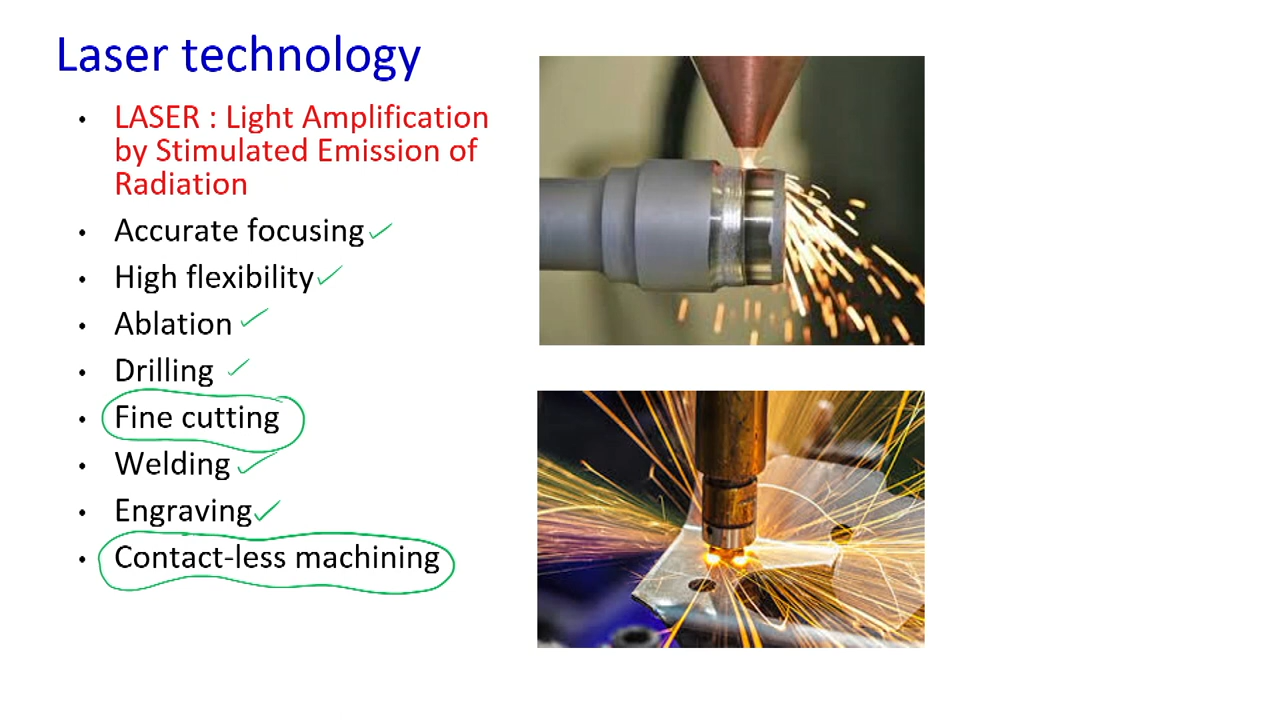 Laser technology
• LASER : Light Amplification
by Stimulated Emission of
Radiation
• Accurate focusing
• High flexibility
• Ablation
• Drilling
• Fine cutting
• Welding
• Engraving
• Contact-less machining